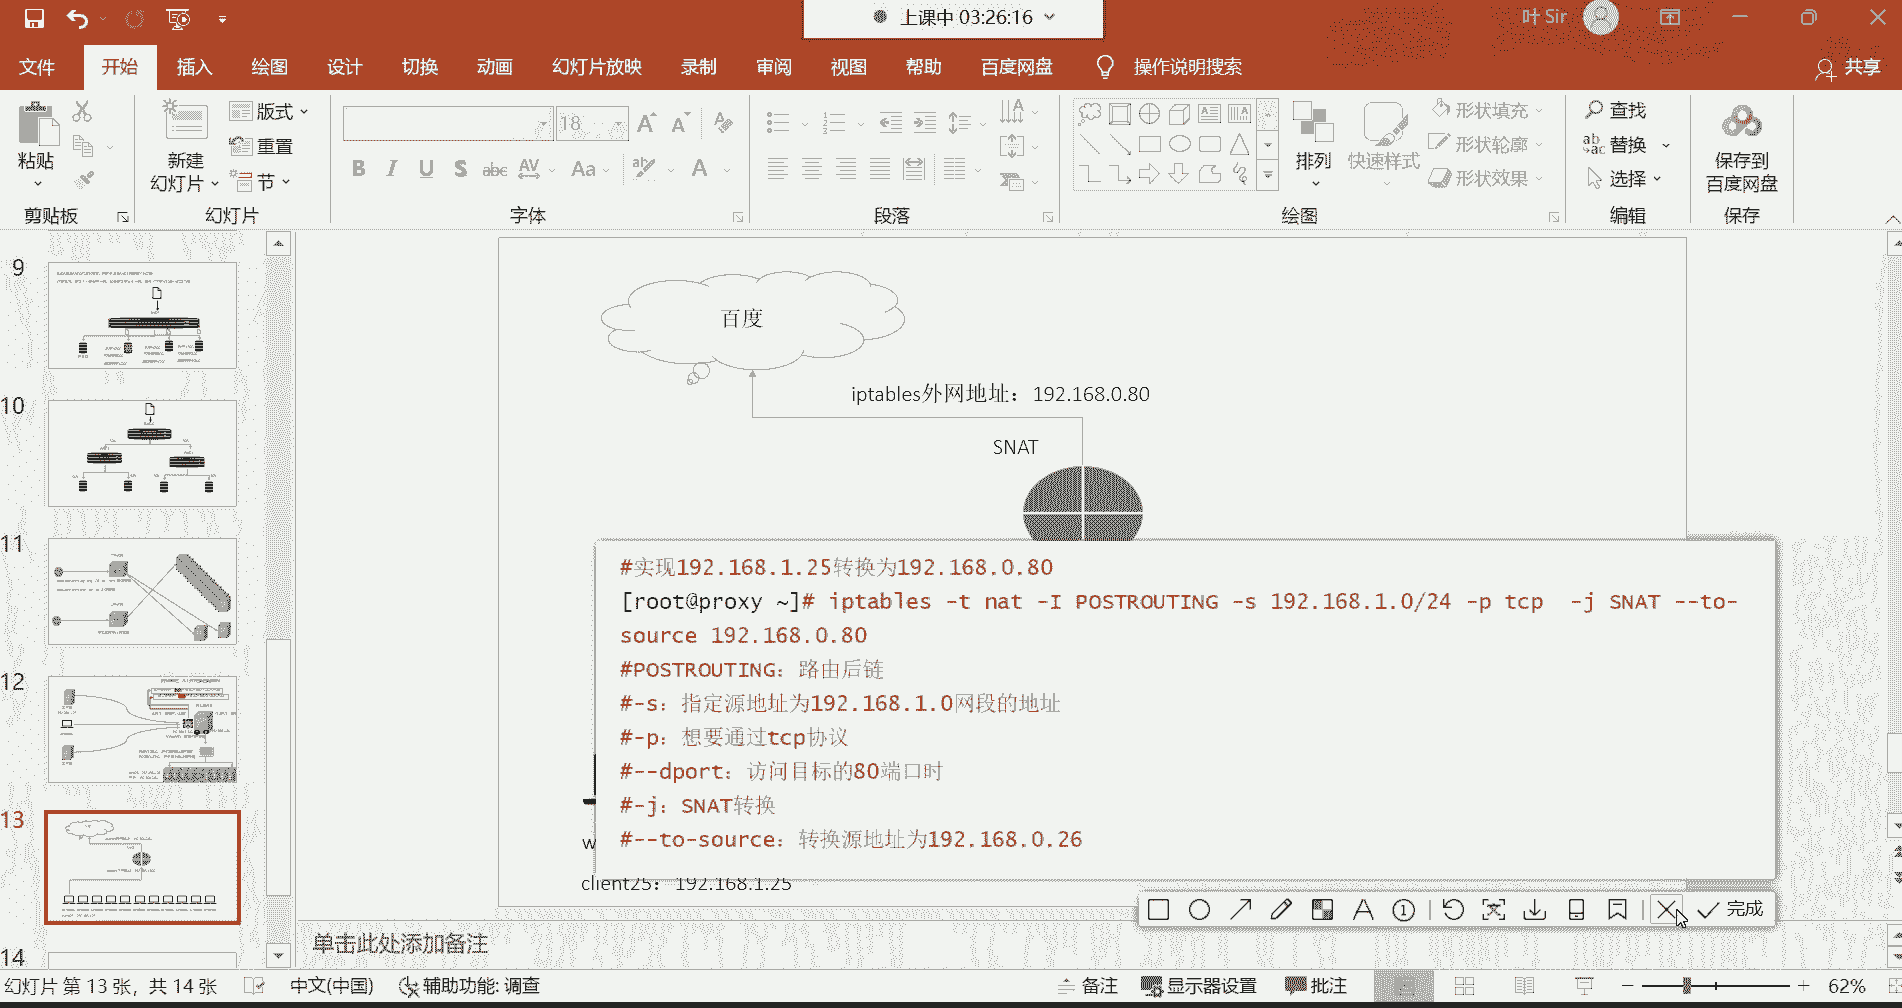 上课中 03:26:16
叶 Sir
文件 开始 插入 绘图 设计 切换 动画 幻灯片放映 录制 审阅 视图 帮助 百度网盘 操作说明搜索 共享
粘贴
剪贴板
新建
幻灯片
版式
重置
节
幻灯片
18
B I U S abc AV Aa A
字体
段落
排列
快速样式
形状填充
形状轮廓
形状效果
绘图
查找
替换
选择
编辑
保存到
百度网盘
保存
9
10
11
12
13
14
百度
iptables外网地址：192.168.0.80
SNAT
#实现192.168.1.25转换为192.168.0.80
[root@proxy ~]# iptables -t nat -I POSTROUTING -s 192.168.1.0/24 -p tcp  -j SNAT --to-
source 192.168.0.80
#POSTROUTING：路由后链
#-s：指定源地址为192.168.1.0网段的地址
#-p：想要通过tcp协议
#--dport：访问目标的80端口时
#-j：SNAT转换
#--to-source：转换源地址为192.168.0.26
w
client25：192.168.1.25
完成
单击此处添加备注
幻灯片 第 13 张，共 14 张 中文(中国) 辅助功能: 调查 备注 显示器设置 批注 62%